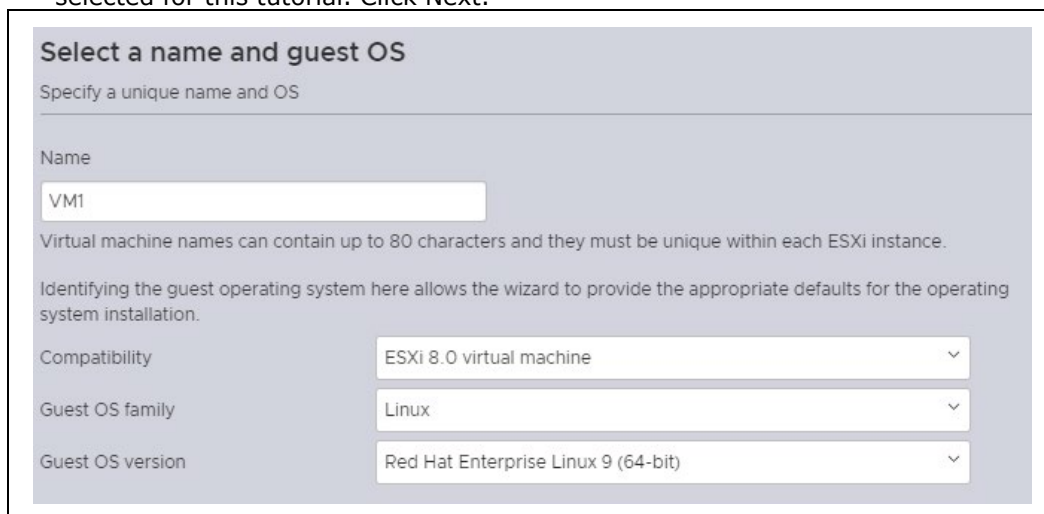 selected for this tutorial. Click Next.
Select a name and guest OS
Specify a unique name and OS
Name
VM1
Virtual machine names can contain up to 80 characters and they must be unique within each ESXi instance.
Identifying the guest operating system here allows the wizard to provide the appropriate defaults for the operating
system installation.
Compatibility
ESXi 8.0 virtual machine
Guest OS family
Linux
Guest OS version
Red Hat Enterprise Linux 9 (64-bit)